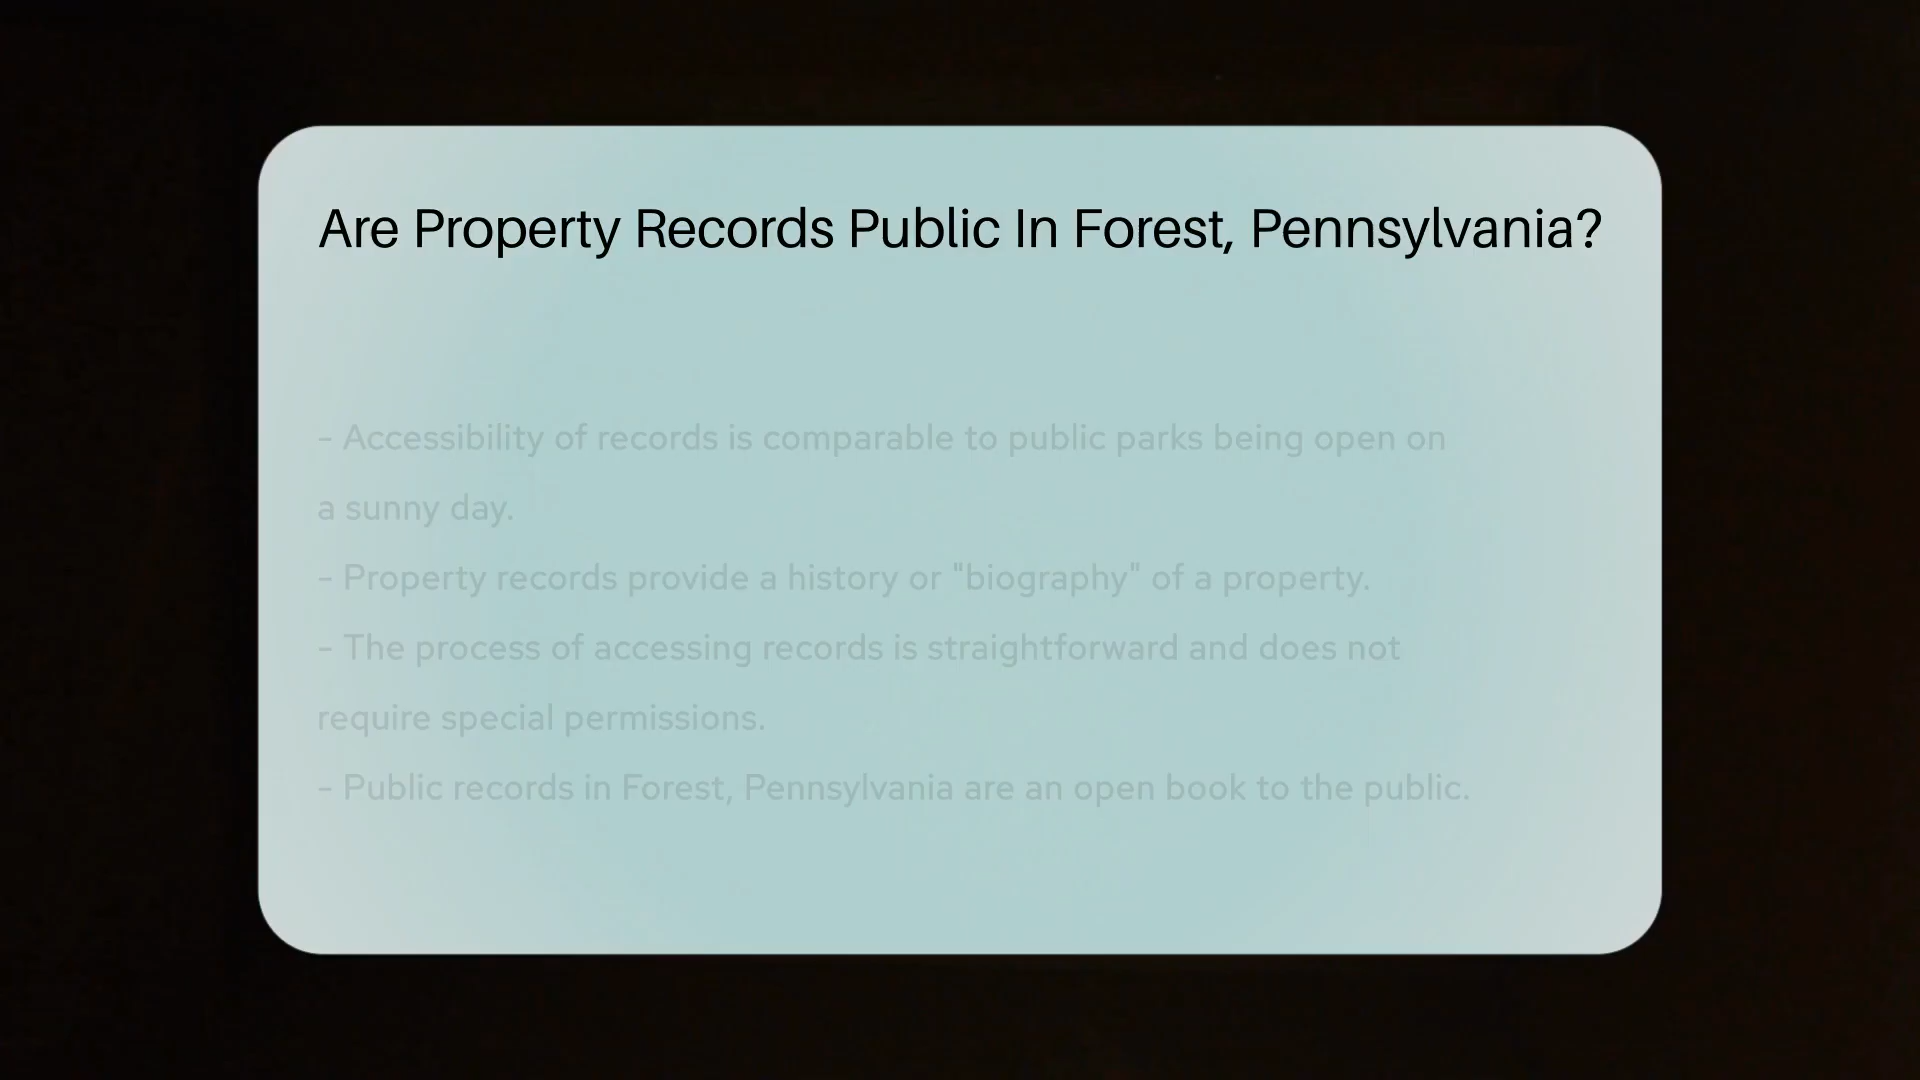 Are Property Records Public In Forest, Pennsylvania?
- Accessibility of records is comparable to public parks being open on
a sunny day.
- Property records provide a history or "biography" of a property.
- The process of accessing records is straightforward and does not
require special permissions.
- Public records in Forest, Pennsylvania are an open book to the public.